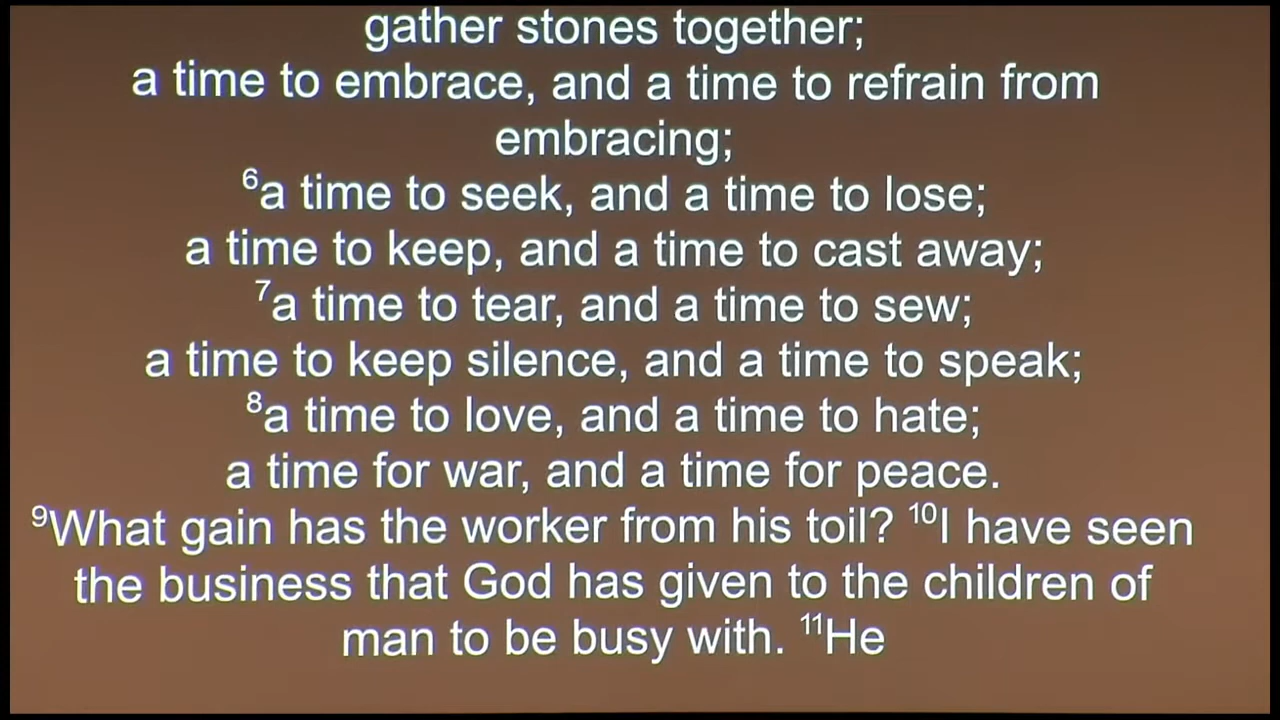 gather stones together;
a time to embrace, and a time to refrain from
embracing;
⁶a time to seek, and a time to lose;
a time to keep, and a time to cast away;
⁷a time to tear, and a time to sew;
a time to keep silence, and a time to speak;
⁸a time to love, and a time to hate;
a time for war, and a time for peace.
⁹What gain has the worker from his toil? ¹⁰I have seen
the business that God has given to the children of
man to be busy with. ¹¹He